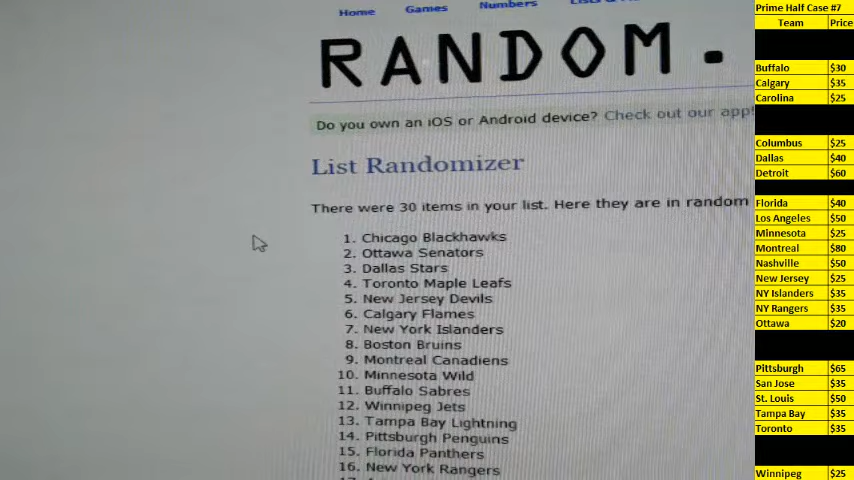 Home Games Numbers
RANDOM.
Do you own an iOS or Android device? Check out our app!
List Randomizer
There were 30 items in your list. Here they are in random
1. Chicago Blackhawks
2. Ottawa Senators
3. Dallas Stars
4. Toronto Maple Leafs
5. New Jersey Devils
6. Calgary Flames
7. New York Islanders
8. Boston Bruins
9. Montreal Canadiens
10. Minnesota Wild
11. Buffalo Sabres
12. Winnipeg Jets
13. Tampa Bay Lightning
14. Pittsburgh Penguins
15. Florida Panthers
16. New York Rangers
Prime Half Case #7
Team Price
Buffalo $30
Calgary $35
Carolina $25
Columbus $25
Dallas $40
Detroit $60
Florida $40
Los Angeles $50
Minnesota $25
Montreal $80
Nashville $50
New Jersey $25
NY Islanders $35
NY Rangers $35
Ottawa $20
Pittsburgh $65
San Jose $35
St. Louis $50
Tampa Bay $35
Toronto $35
Winnipeg $25